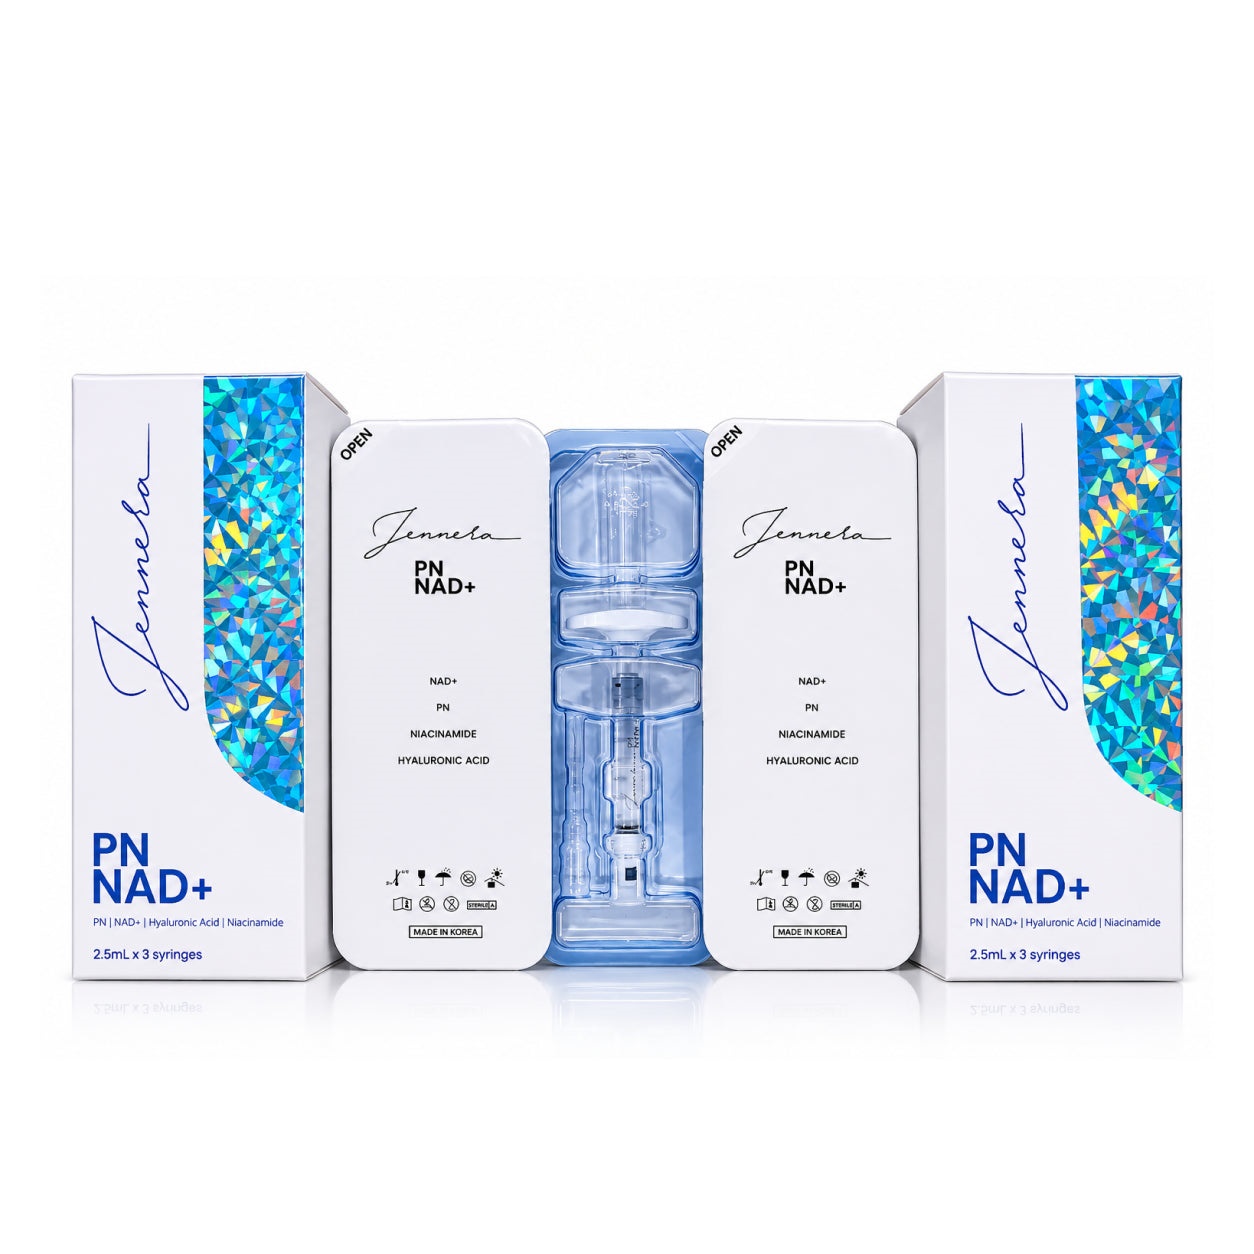 Jennera
PN
NAD+
PN | NAD+ | Hyaluronic Acid | Niacinamide
2.5mL x 3 syringes
OPEN
Jennera
PN
NAD+
NAD+
PN
NIACINAMIDE
HYALURONIC ACID
STERILE A
MADE IN KOREA
OPEN
Jennera
PN
NAD+
NAD+
PN
NIACINAMIDE
HYALURONIC ACID
STERILE A
MADE IN KOREA
Jennera
PN
NAD+
PN | NAD+ | Hyaluronic Acid | Niacinamide
2.5mL x 3 syringes